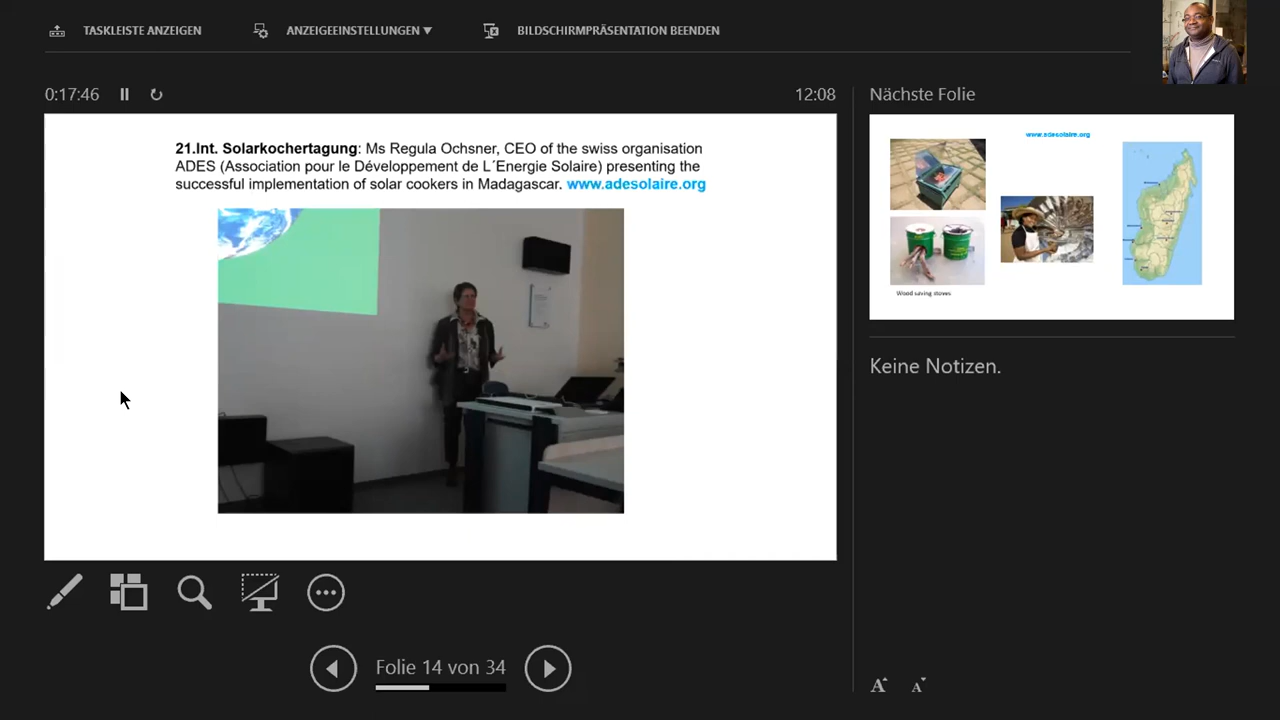 TASKLEISTE ANZEIGEN
ANZEIGEEINSTELLUNGEN ▼
BILDSCHIRMPRÄSENTATION BEENDEN
0:17:46
12:08
21.Int. Solarkochertagung: Ms Regula Ochsner, CEO of the swiss organisation
ADES (Association pour le Développement de L´Energie Solaire) presenting the
successful implementation of solar cookers in Madagascar. www.adesolaire.org
Folie 14 von 34
Nächste Folie
www.adesolaire.org
Wood saving stoves
Keine Notizen.
A A